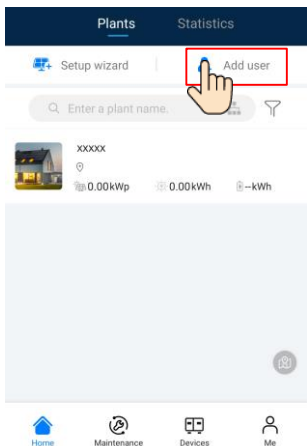 Plants Statistics
Setup wizard Add user
Enter a plant name.
xxxxx
0.00kWp 0.00kWh --kWh
Home Maintenance Devices Me